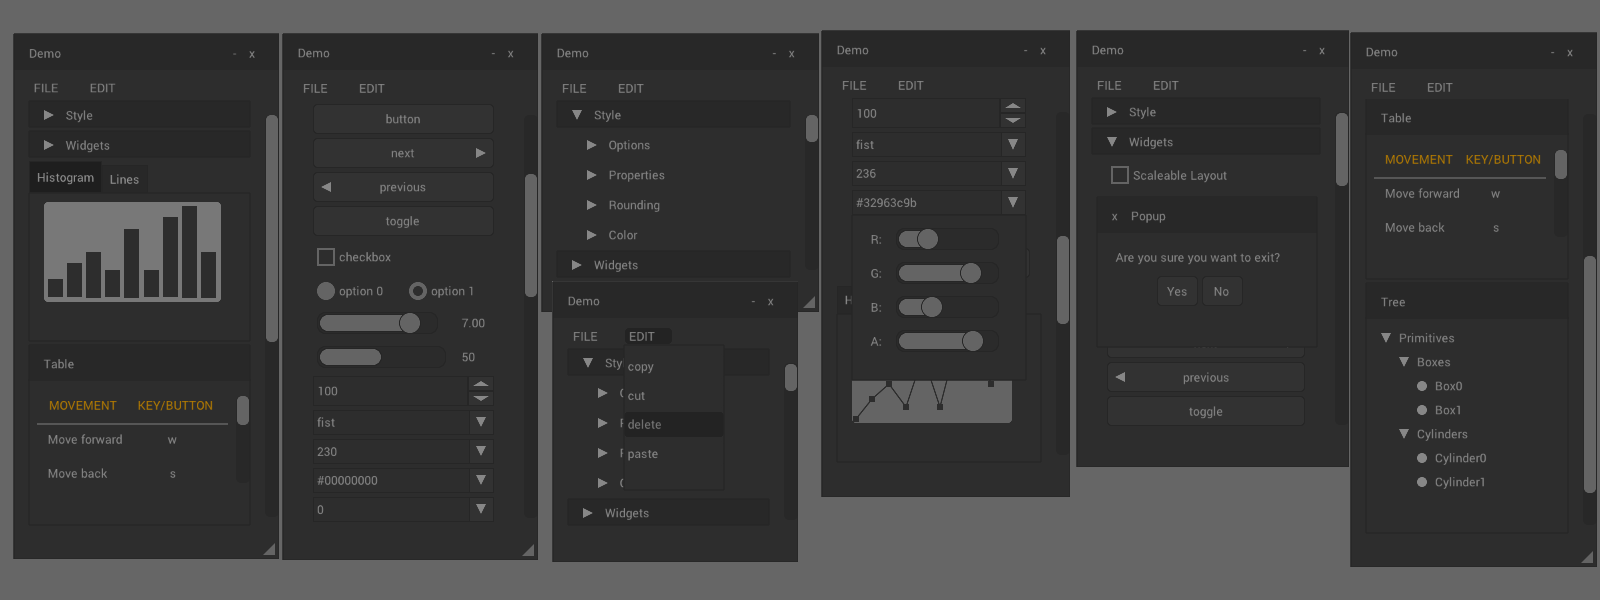 Demo - x
FILE EDIT
Style
Widgets
Histogram Lines
Table
MOVEMENT KEY/BUTTON
Move forward w
Move back s
Demo - x
FILE EDIT
button
next
previous
toggle
checkbox
option 0 option 1
7.00
50
100
fist
230
#00000000
0
Demo - x
FILE EDIT
Style
Options
Properties
Rounding
Color
Widgets
Demo - x
FILE EDIT
Sty
copy
cut
delete
paste
Widgets
Demo - x
FILE EDIT
100
fist
236
#32963c9b
R:
G:
B:
A:
H
Demo - x
FILE EDIT
Style
Widgets
Scaleable Layout
x Popup
Are you sure you want to exit?
Yes No
previous
toggle
Demo - x
FILE EDIT
Table
MOVEMENT KEY/BUTTON
Move forward w
Move back s
Tree
Primitives
Boxes
Box0
Box1
Cylinders
Cylinder0
Cylinder1